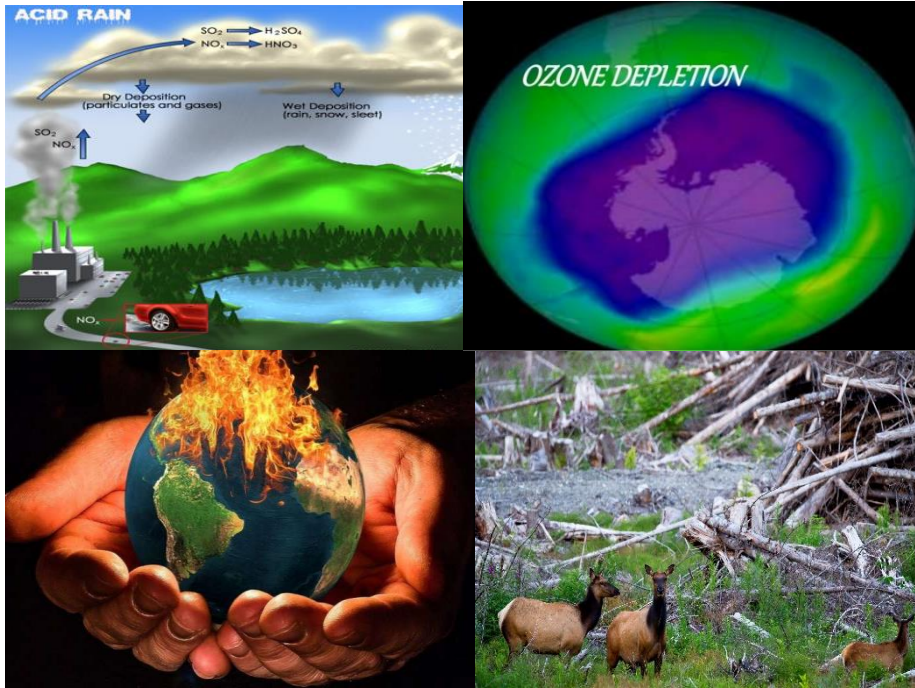 ACID RAIN
SO₂ → H₂SO₄
NOₓ → HNO₃
Dry Deposition
(particulates and gases)
Wet Deposition
(rain, snow, sleet)
SO₂
NOₓ
NOₓ
OZONE DEPLETION